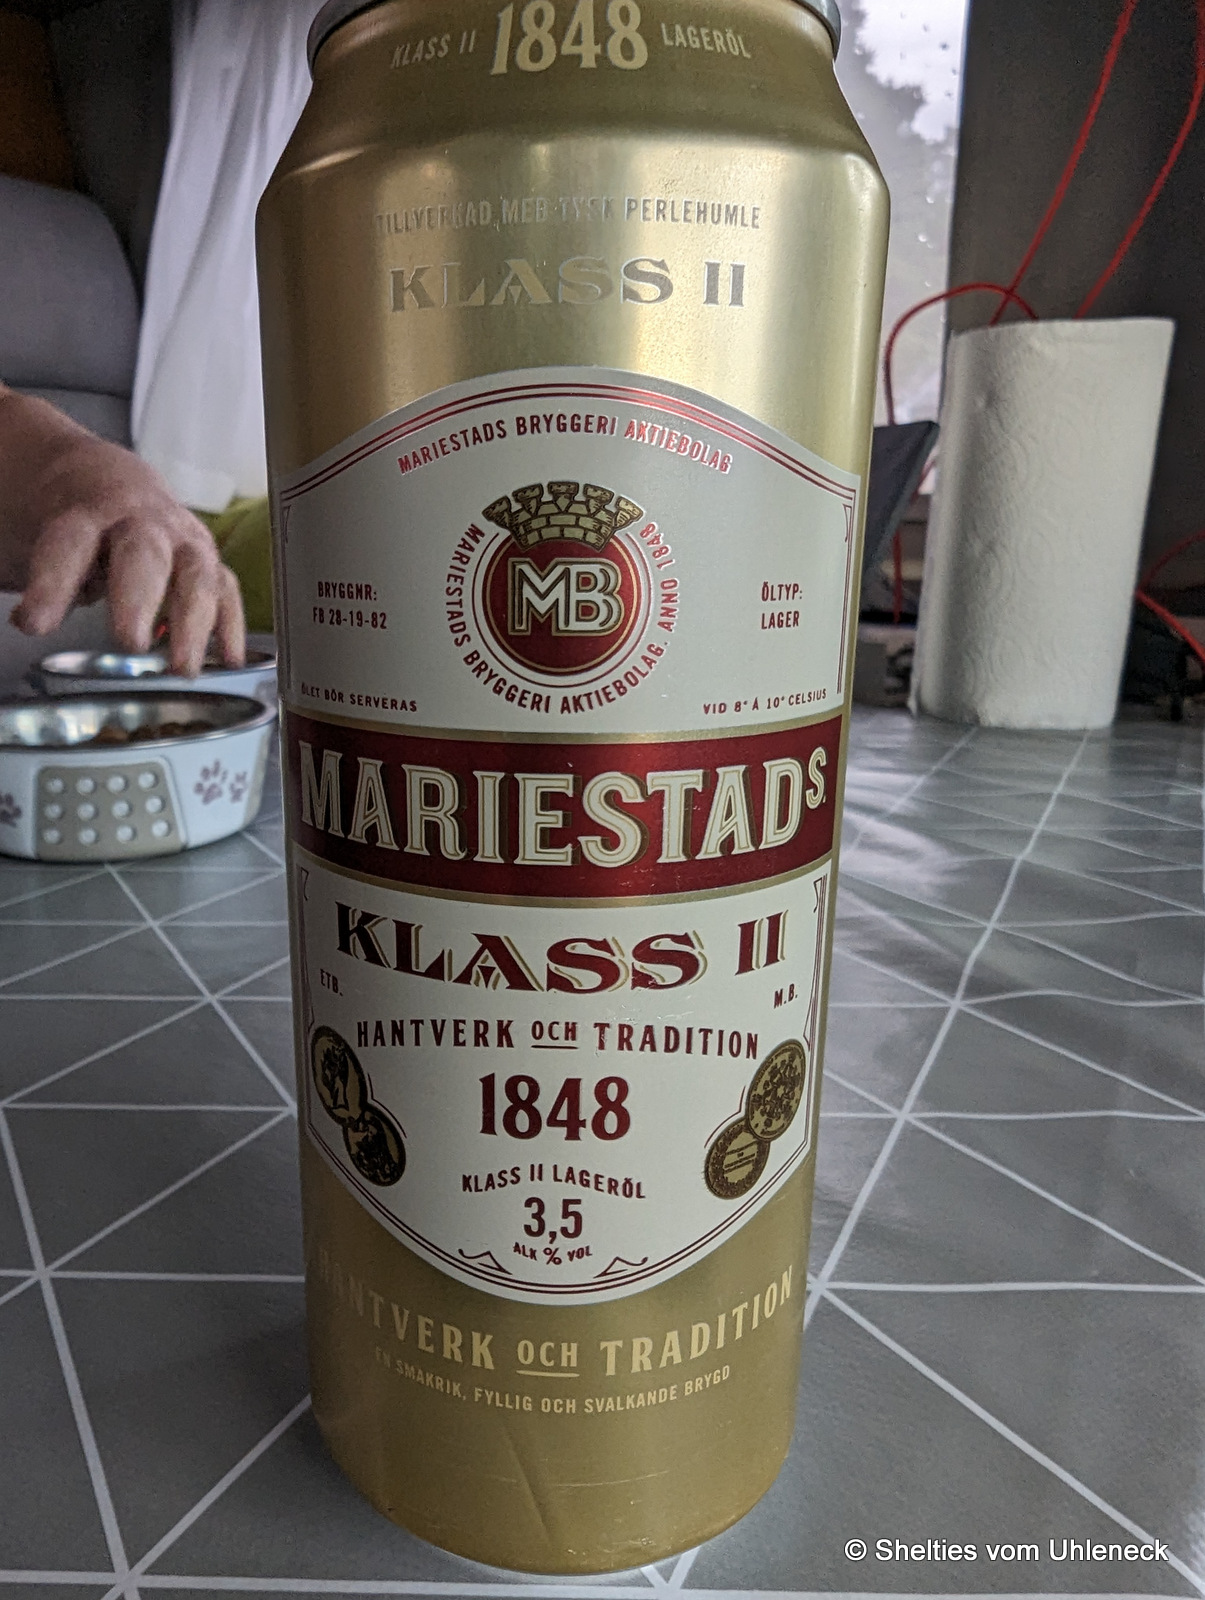 KLASS II 1848 LAGERÖL
TILLVERKAD MED TYSK PERLEHUMLE
KLASS II
MARIESTADS BRYGGERI AKTIEBOLAG
MARIESTADS BRYGGERI AKTIEBOLAG. ANNO 1848
MB
BRYGGNR:
FB 28-19-82
ÖLTYP:
LAGER
ÖLET BÖR SERVERAS
VID 8° Á 10° CELSIUS
MARIESTADS.
KLASS II
ETB.
M.B.
HANTVERK OCH TRADITION
1848
KLASS II LAGERÖL
3,5
ALK % VOL
HANTVERK OCH TRADITION
EN SMAKRIK, FYLLIG OCH SVALKANDE BRYGD
© Shelties vom Uhleneck